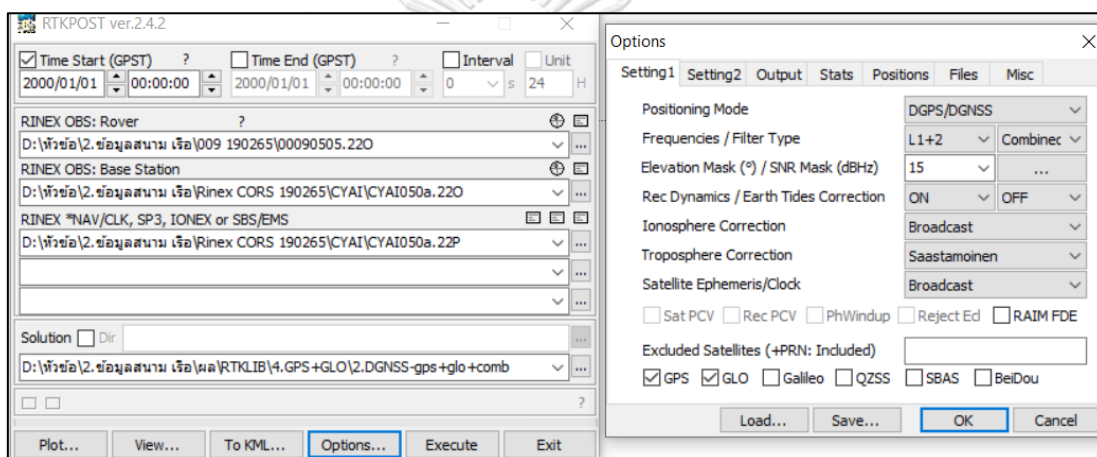 RTKPOST ver.2.4.2
Time Start (GPST) ? Time End (GPST) ? Interval Unit
2000/01/01 00:00:00 2000/01/01 00:00:00 0 s 24 H
RINEX OBS: Rover ?
D:\หัวข้อ\2.ข้อมูลสนาม เรือ\009 190265\00090505.22O
...
RINEX OBS: Base Station
D:\หัวข้อ\2.ข้อมูลสนาม เรือ\Rinex CORS 190265\CYAI\CYAI050a.22O
...
RINEX *NAV/CLK, SP3, IONEX or SBS/EMS
D:\หัวข้อ\2.ข้อมูลสนาม เรือ\Rinex CORS 190265\CYAI\CYAI050a.22P
...
...
...
Solution Dir
...
D:\หัวข้อ\2.ข้อมูลสนาม เรือ\ผล\RTKLIB\4.GPS+GLO\2.DGNSS-gps+glo+comb
...
?
Plot... View... To KML... Options... Execute Exit
Options
Setting1 Setting2 Output Stats Positions Files Misc
Positioning Mode DGPS/DGNSS
Frequencies / Filter Type L1+2 Combinec
Elevation Mask (°) / SNR Mask (dBHz) 15 ...
Rec Dynamics / Earth Tides Correction ON OFF
Ionosphere Correction Broadcast
Troposphere Correction Saastamoinen
Satellite Ephemeris/Clock Broadcast
Sat PCV Rec PCV PhWindup Reject Ecl RAIM FDE
Excluded Satellites (+PRN: Included)
GPS GLO Galileo QZSS SBAS BeiDou
Load... Save... OK Cancel